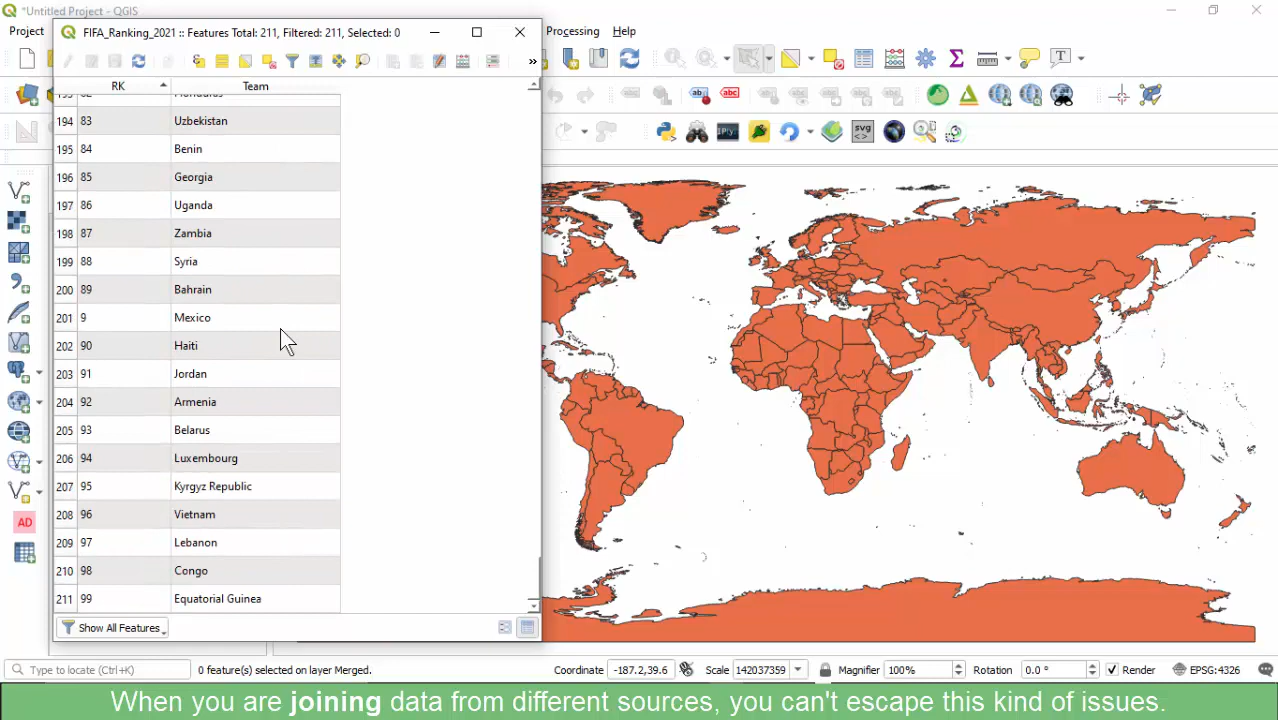 *Untitled Project - QGIS
Project
FIFA_Ranking_2021 :: Features Total: 211, Filtered: 211, Selected: 0
Processing Help
»
RK Team
194 83 Uzbekistan
195 84 Benin
196 85 Georgia
197 86 Uganda
198 87 Zambia
199 88 Syria
200 89 Bahrain
201 9 Mexico
202 90 Haiti
203 91 Jordan
204 92 Armenia
205 93 Belarus
206 94 Luxembourg
207 95 Kyrgyz Republic
208 96 Vietnam
209 97 Lebanon
210 98 Congo
211 99 Equatorial Guinea
Show All Features
abc
svg
AD
Type to locate (Ctrl+K) 0 feature(s) selected on layer Merged. Coordinate -187.2,39.6 Scale 142037359 Magnifier 100% Rotation 0.0 ° Render EPSG:4326
When you are joining data from different sources, you can't escape this kind of issues.